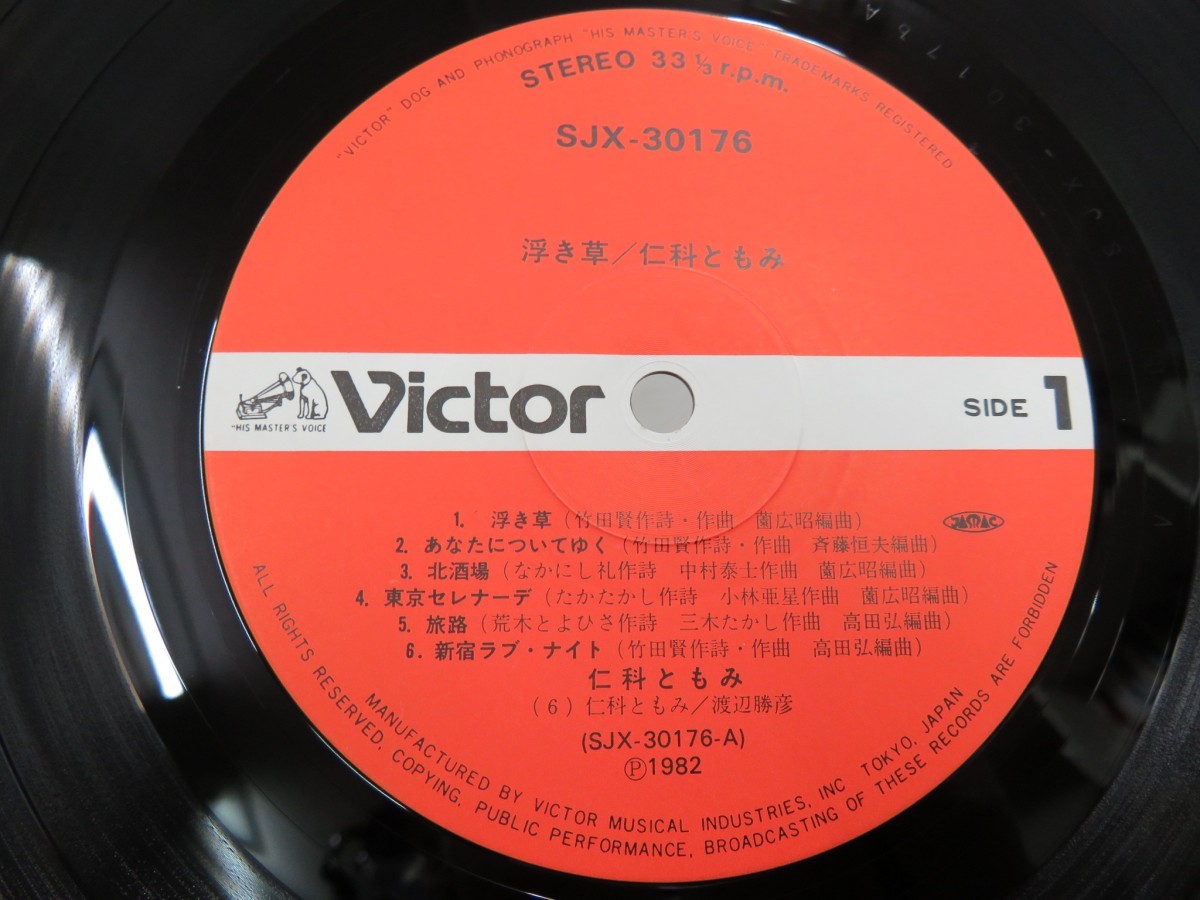 "VICTOR" DOG AND PHONOGRAPH "HIS MASTER'S VOICE" TRADEMARKS REGISTERED
STEREO 33 1/3 r.p.m.
SJX-30176
浮き草／仁科ともみ
"HIS MASTER'S VOICE
Victor
SIDE 1
1. 浮き草 (竹田賢作詩・作曲 薗広昭編曲)
JASRAC
2. あなたについてゆく (竹田賢作詩・作曲 斉藤恒夫編曲)
3. 北酒場 (なかにし礼作詩 中村泰士作曲 薗広昭編曲)
4. 東京セレナーデ (たかたかし作詩 小林亜星作曲 薗広昭編曲)
5. 旅路 (荒木とよひさ作詩 三木たかし作曲 高田弘編曲)
6. 新宿ラブ・ナイト (竹田賢作詩・作曲 高田弘編曲)
仁科ともみ
(6) 仁科ともみ／渡辺勝彦
(SJX-30176-A)
Ⓟ1982
MANUFACTURED BY VICTOR MUSICAL INDUSTRIES, INC TOKYO, JAPAN
ALL RIGHTS RESERVED, COPYING, PUBLIC PERFORMANCE, BROADCASTING OF THESE RECORDS ARE FORBIDDEN